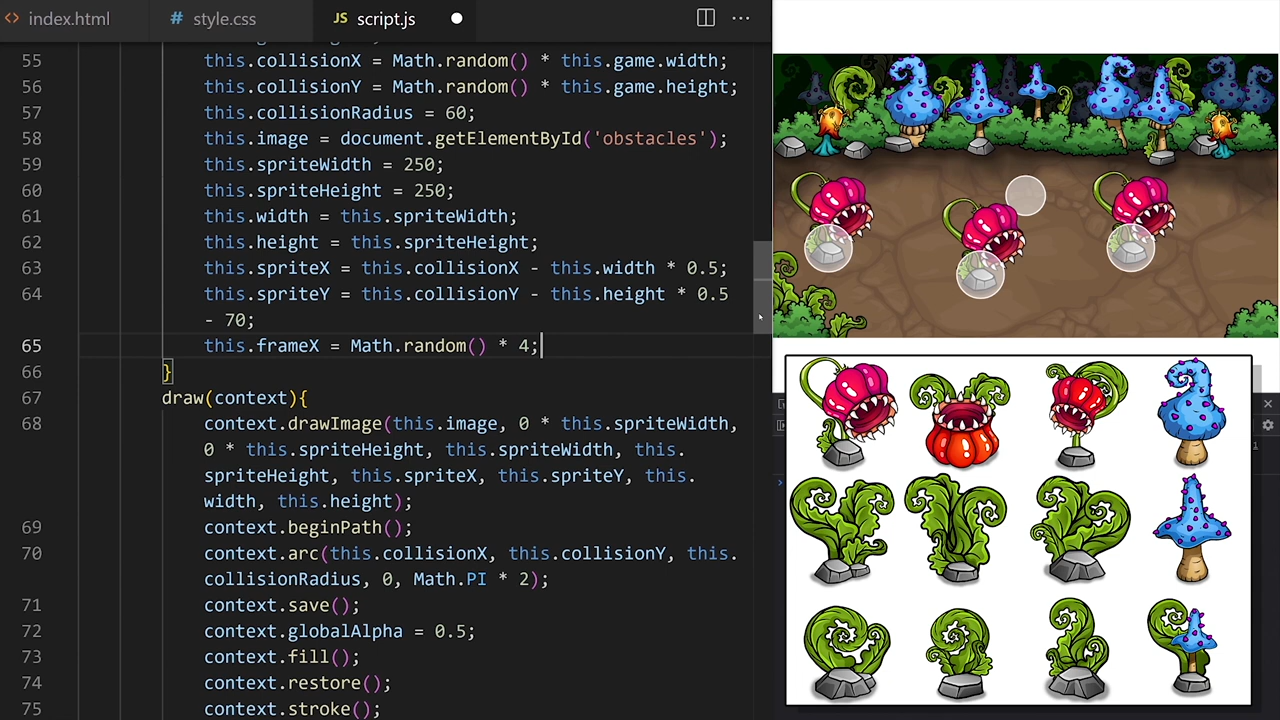 index.html
# style.css
JS script.js
55 this.collisionX = Math.random() * this.game.width;
56 this.collisionY = Math.random() * this.game.height;
57 this.collisionRadius = 60;
58 this.image = document.getElementById('obstacles');
59 this.spriteWidth = 250;
60 this.spriteHeight = 250;
61 this.width = this.spriteWidth;
62 this.height = this.spriteHeight;
63 this.spriteX = this.collisionX - this.width * 0.5;
64 this.spriteY = this.collisionY - this.height * 0.5
- 70;
65 this.frameX = Math.random() * 4;
66 }
67 draw(context){
68 context.drawImage(this.image, 0 * this.spriteWidth,
0 * this.spriteHeight, this.spriteWidth, this.
spriteHeight, this.spriteX, this.spriteY, this.
width, this.height);
69 context.beginPath();
70 context.arc(this.collisionX, this.collisionY, this.
collisionRadius, 0, Math.PI * 2);
71 context.save();
72 context.globalAlpha = 0.5;
73 context.fill();
74 context.restore();
75 context.stroke();